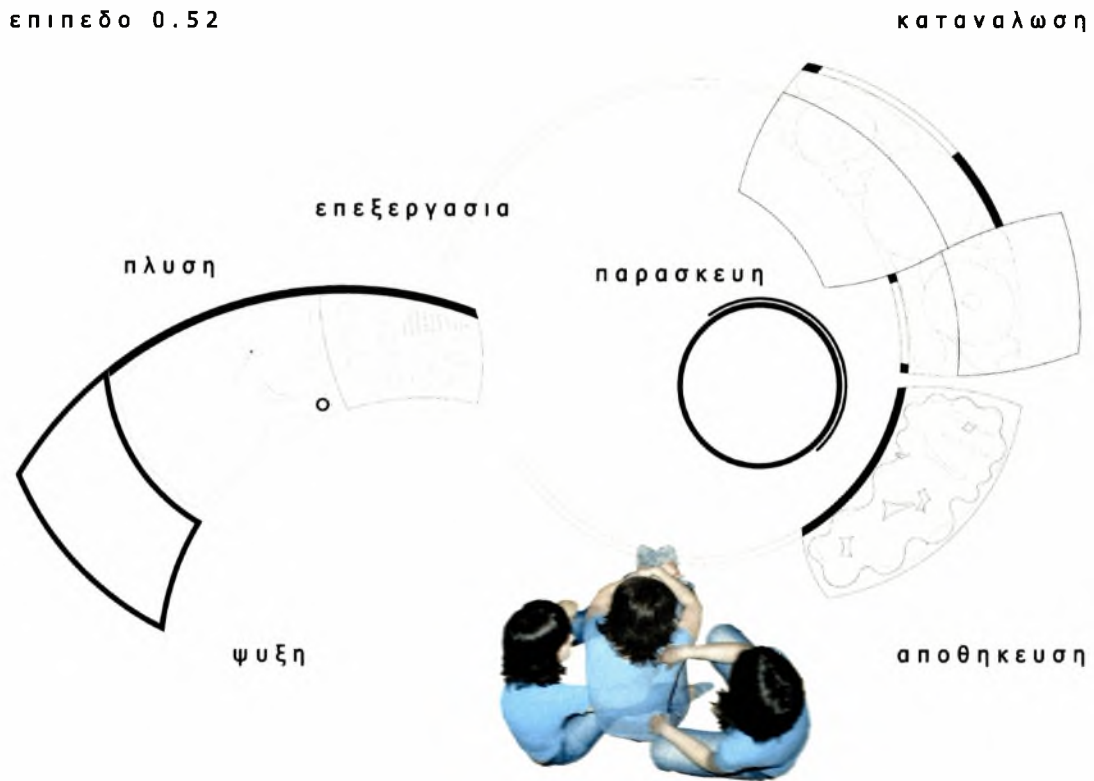 επιπεδο 0.52
καταναλωση
επεξεργασια
πλυση
παρασκευη
ψυξη
αποθηκευση